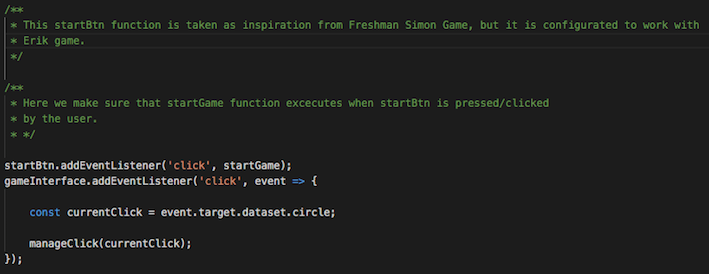 /**
* This startBtn function is taken as inspiration from Freshman Simon Game, but it is configurated to work with
* Erik game.
*/
/**
* Here we make sure that startGame function excecutes when startBtn is pressed/clicked
* by the user.
* */
startBtn.addEventListener('click', startGame);
gameInterface.addEventListener('click', event => {
const currentClick = event.target.dataset.circle;
manageClick(currentClick);
});